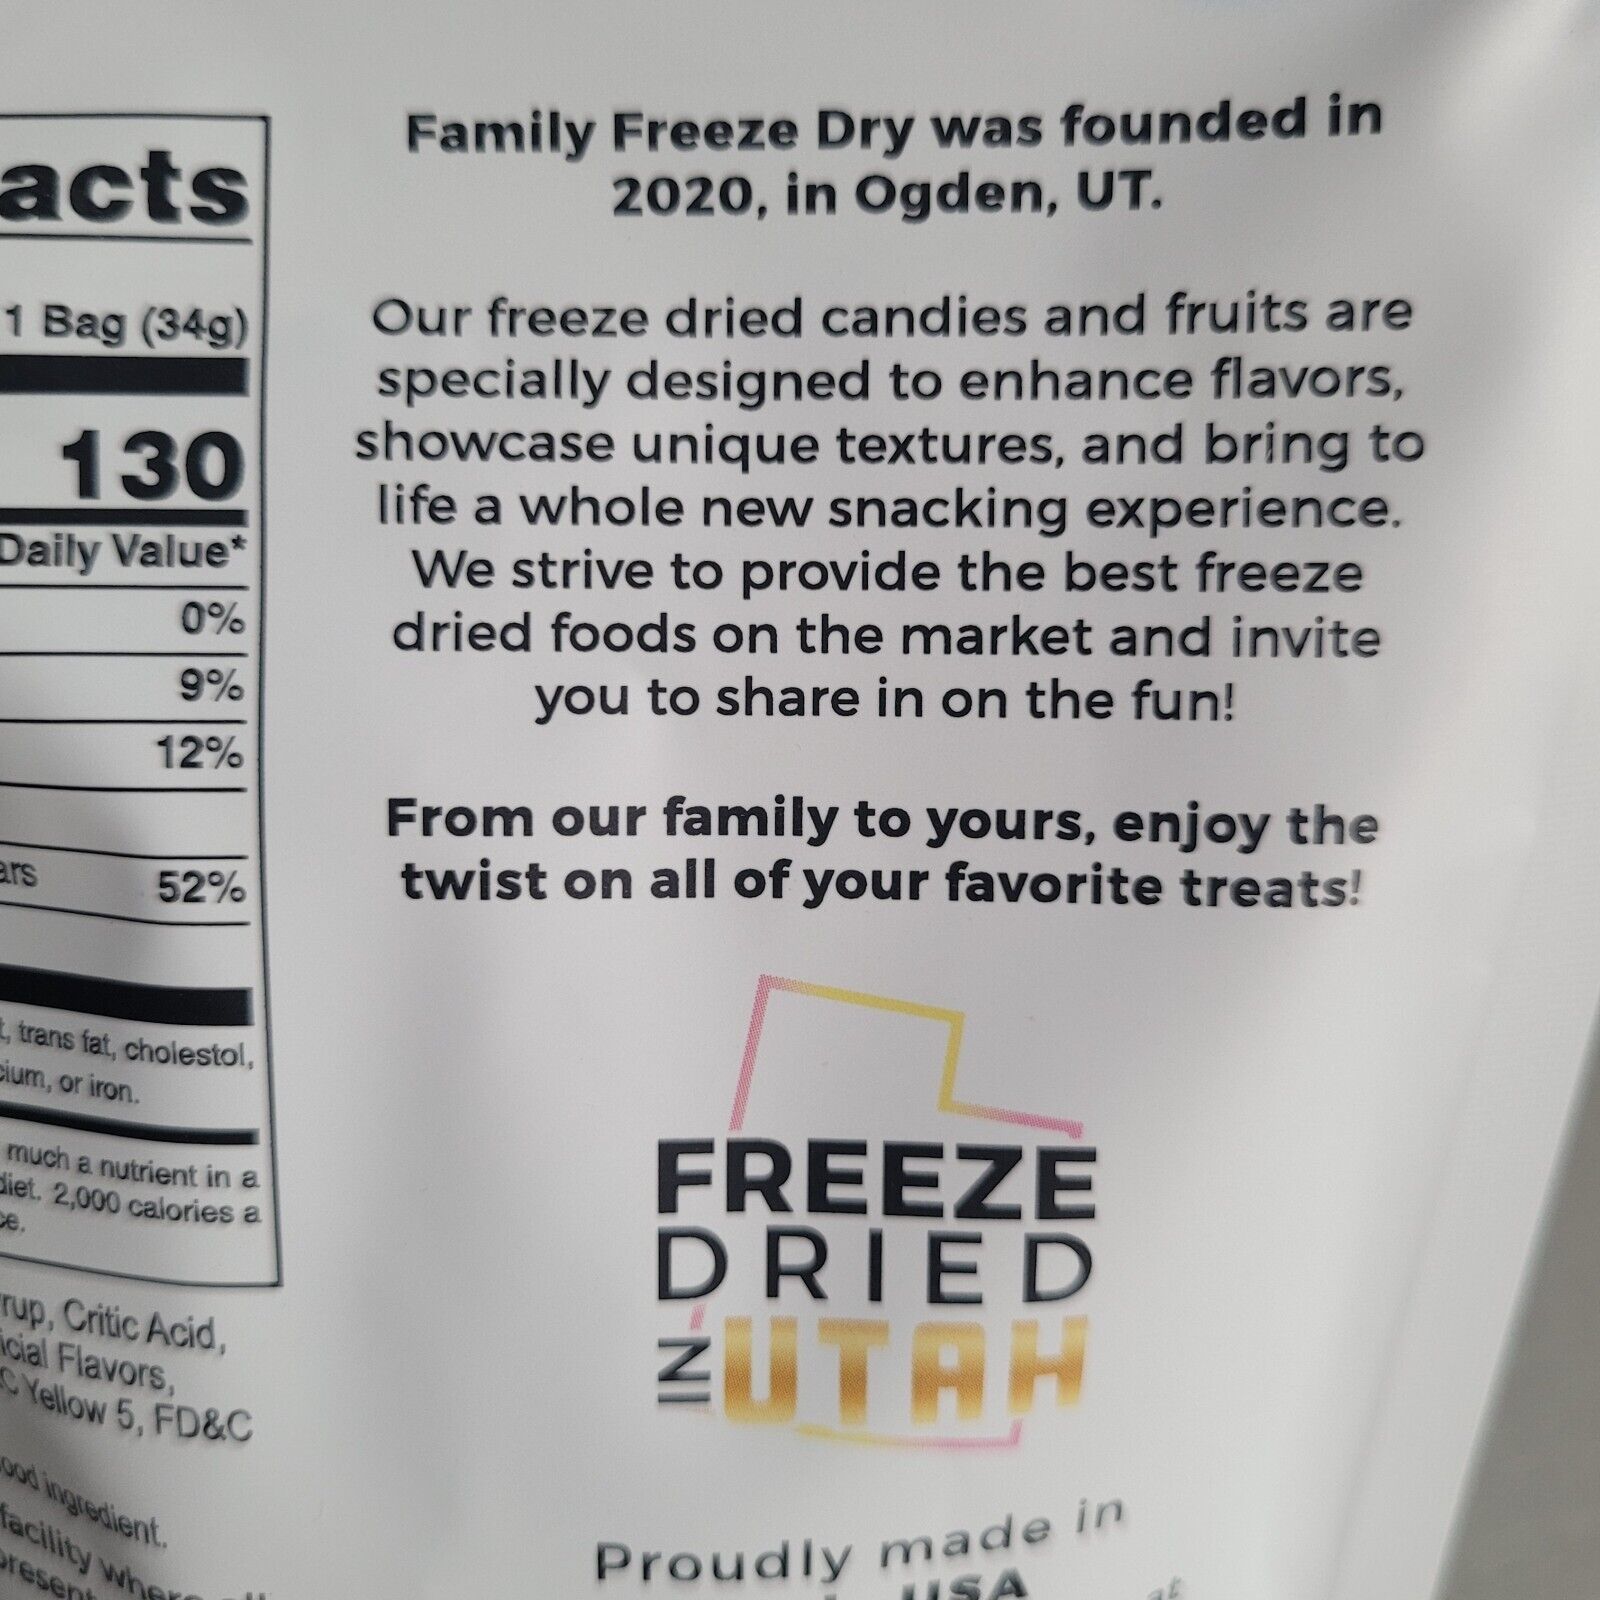 acts
1 Bag (34g)
130
Daily Value*
0%
9%
12%
ars 52%
t, trans fat, cholestol,
cium, or iron.
much a nutrient in a
diet. 2,000 calories a
ce.
rup, Critic Acid,
icial Flavors,
C Yellow 5, FD&C
ood ingredient.
facility where
present
Family Freeze Dry was founded in
2020, in Ogden, UT.
Our freeze dried candies and fruits are
specially designed to enhance flavors,
showcase unique textures, and bring to
life a whole new snacking experience.
We strive to provide the best freeze
dried foods on the market and invite
you to share in on the fun!
From our family to yours, enjoy the
twist on all of your favorite treats!
FREEZE
DRIED
IN UTAH
Proudly made in
USA